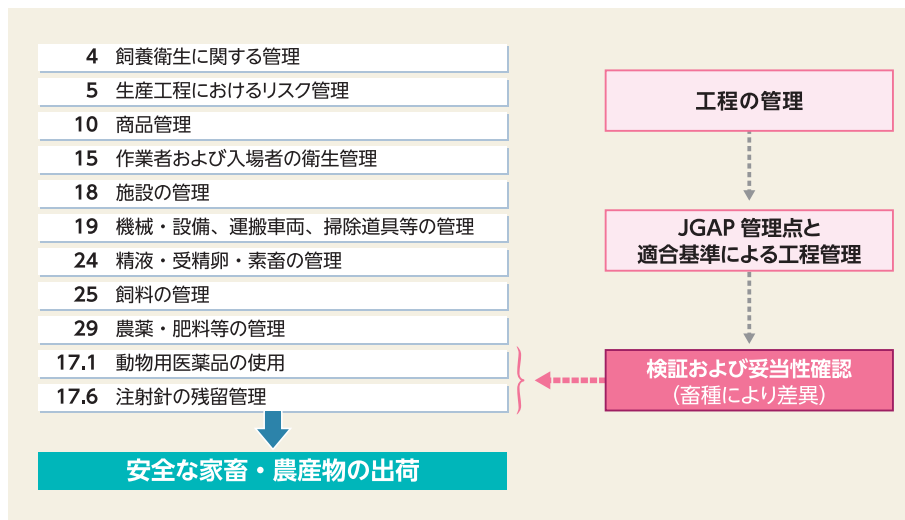 4 飼養衛生に関する管理
5 生産工程におけるリスク管理
10 商品管理
15 作業者および入場者の衛生管理
18 施設の管理
19 機械・設備、運搬車両、掃除道具等の管理
24 精液・受精卵・素畜の管理
25 飼料の管理
29 農薬・肥料等の管理
17.1 動物用医薬品の使用
17.6 注射針の残留管理
安全な家畜・農産物の出荷
工程の管理
JGAP 管理点と
適合基準による工程管理
検証および妥当性確認
(畜種により差異)